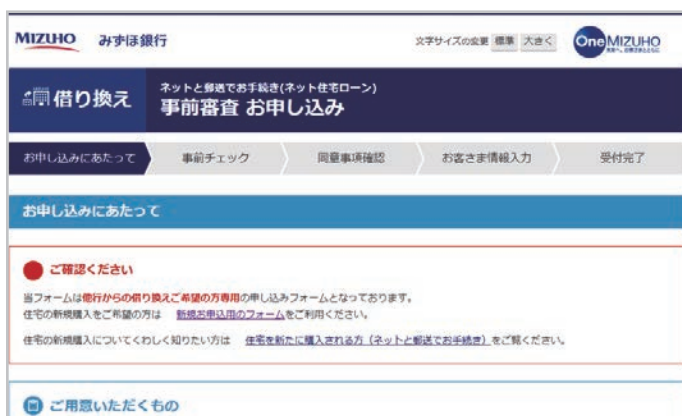 MIZUHO みずほ銀行 文字サイズの変更 標準 大きく One MIZUHO
借り換え
ネットと郵送でお手続き(ネット住宅ローン)
事前審査 お申し込み
お申し込みにあたって 事前チェック 同意事項確認 お客さま情報入力 受付完了
お申し込みにあたって
ご確認ください
当フォームは他行からの借り換えご希望の方専用の申し込みフォームとなっております。
住宅の新規購入をご希望の方は 新規お申込用のフォームをご利用ください。
住宅の新規購入についてくわしく知りたい方は 住宅を新たに購入される方(ネットと郵送でお手続き)をご覧ください。
ご用意いただくもの